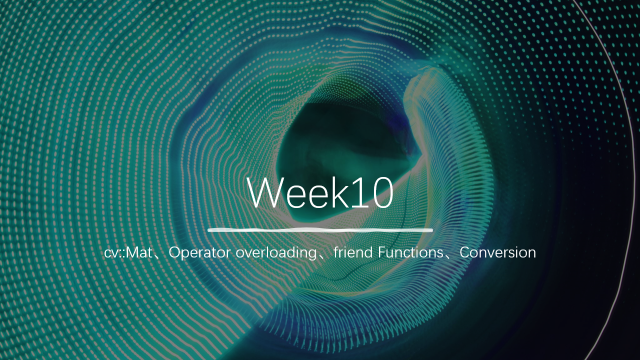 Week10
cv::Mat、Operator overloading、friend Functions、Conversion